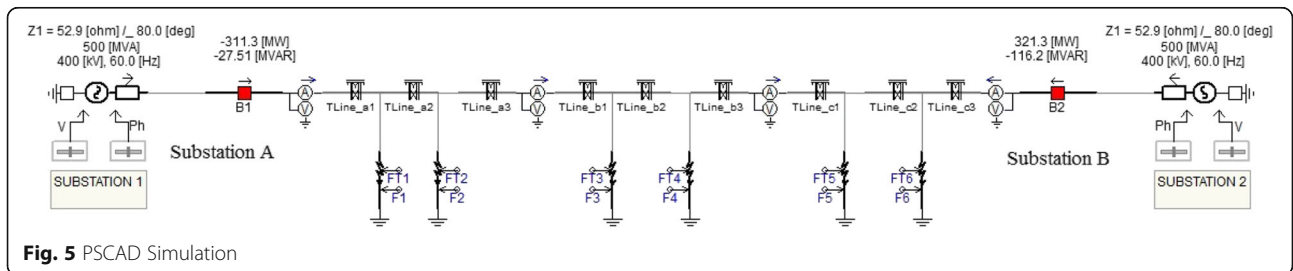 Z1 = 52.9 [ohm] /_ 80.0 [deg]
500 [MVA]
400 [kV], 60.0 [Hz]
-311.3 [MW]
-27.51 [MVAR]
321.3 [MW]
-116.2 [MVAR]
Z1 = 52.9 [ohm] /_ 80.0 [deg]
500 [MVA]
400 [kV], 60.0 [Hz]
B1
A
V
TLine_a1
TLine_a2
TLine_a3
A
V
TLine_b1
TLine_b2
TLine_b3
A
V
TLine_c1
TLine_c2
TLine_c3
A
V
B2
V
Ph
Substation A
Substation B
Ph
V
SUBSTATION 1
FT1
F1
FT2
F2
FT3
F3
FT4
F4
FT5
F5
FT6
F6
SUBSTATION 2
Fig. 5 PSCAD Simulation